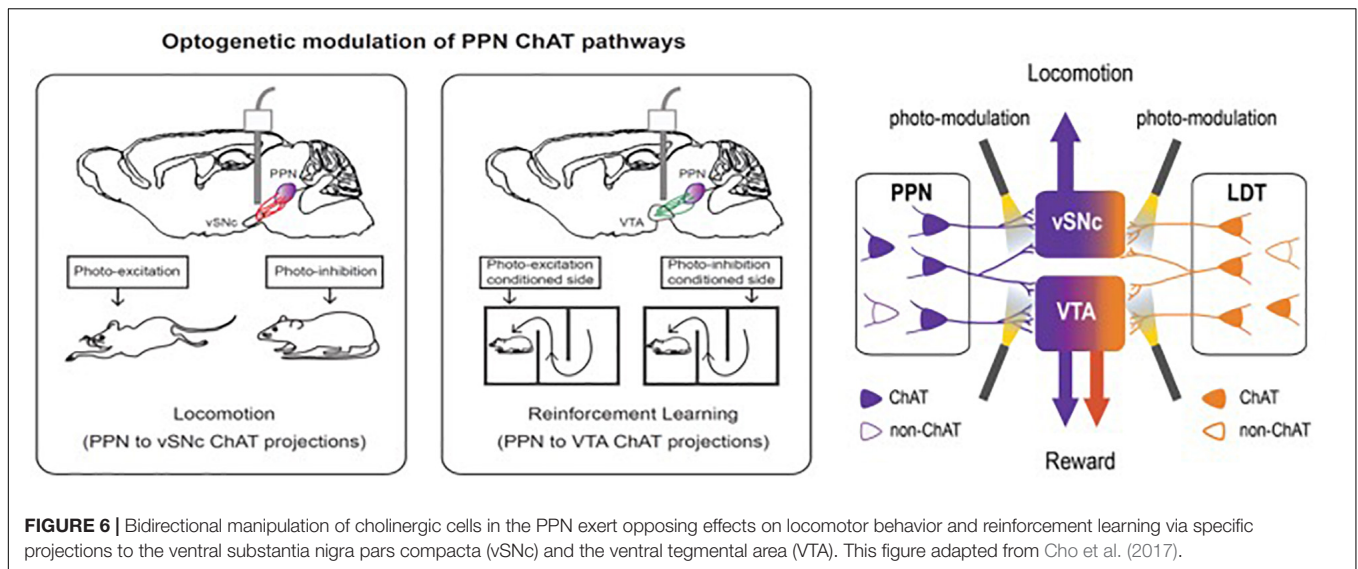 Optogenetic modulation of PPN ChAT pathways
PPN
vSNc
Photo-excitation
Photo-inhibition
Locomotion
(PPN to vSNc ChAT projections)
PPN
VTA
Photo-excitation
conditioned side
Photo-inhibition
conditioned side
Reinforcement Learning
(PPN to VTA ChAT projections)
Locomotion
photo-modulation
photo-modulation
PPN
vSNc
LDT
VTA
ChAT
non-ChAT
ChAT
non-ChAT
Reward
FIGURE 6 | Bidirectional manipulation of cholinergic cells in the PPN exert opposing effects on locomotor behavior and reinforcement learning via specific
projections to the ventral substantia nigra pars compacta (vSNc) and the ventral tegmental area (VTA). This figure adapted from Cho et al. (2017).